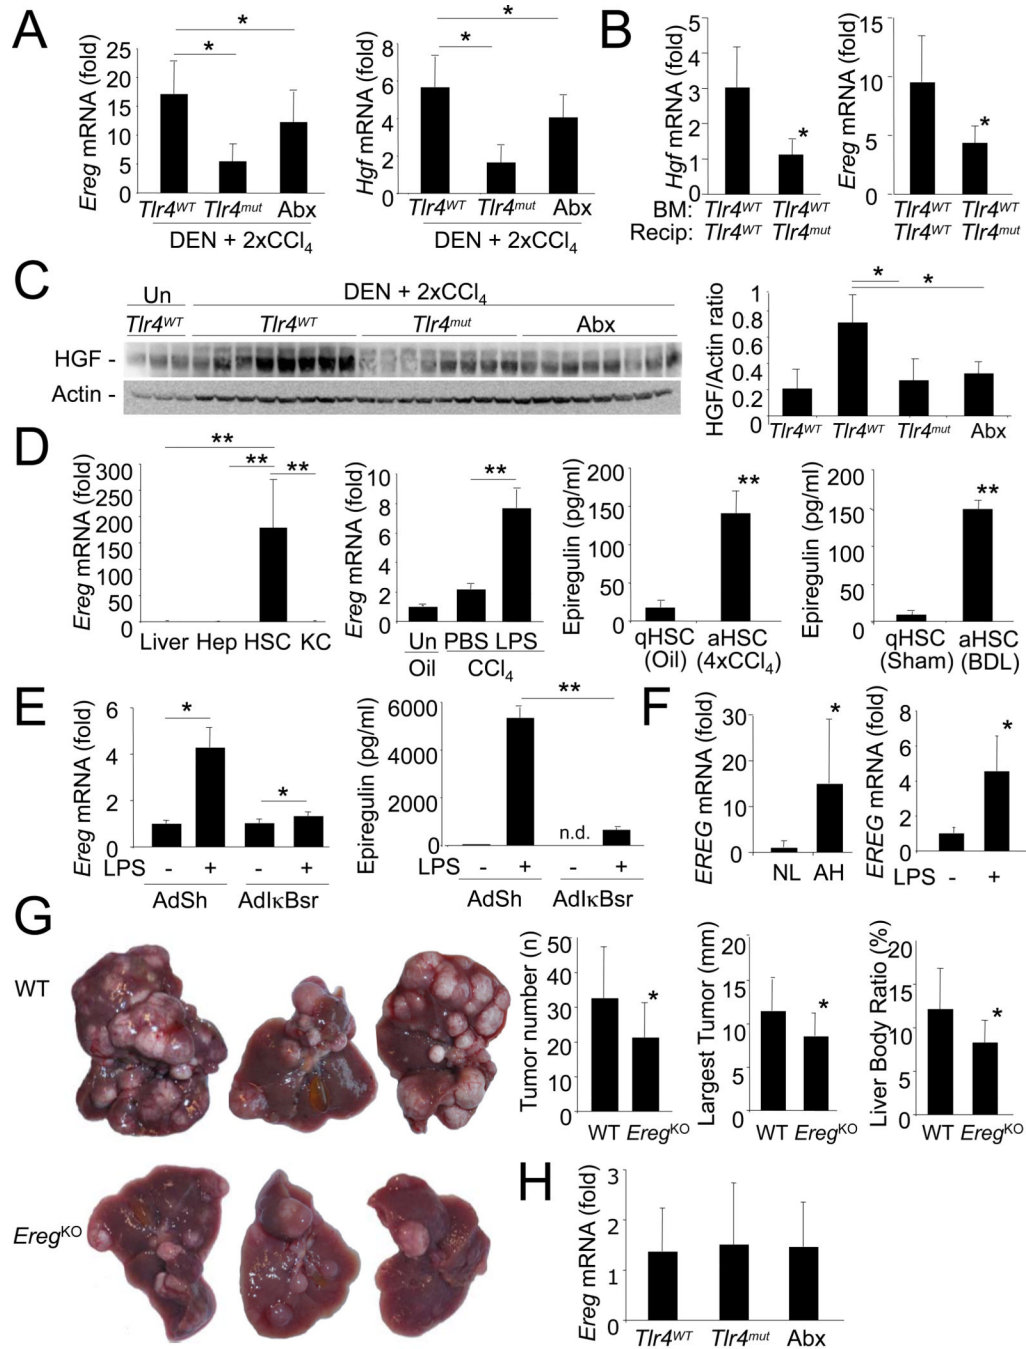 A
Ereg mRNA (fold)
25
20
15
10
5
0
*
*
Tlr4WT Tlr4mut Abx
DEN + 2xCCl4
Hgf mRNA (fold)
8
6
4
2
0
*
*
Tlr4WT Tlr4mut Abx
DEN + 2xCCl4
B
Hgf mRNA (fold)
5
4
3
2
1
0
*
BM: Tlr4WT Tlr4WT
Recip: Tlr4WT Tlr4mut
Ereg mRNA (fold)
15
10
5
0
*
Tlr4WT Tlr4WT
Tlr4WT Tlr4mut
C
Un DEN + 2xCCl4
Tlr4WT Tlr4WT Tlr4mut Abx
HGF -
Actin -
HGF/Actin ratio
0.8
0.6
0.4
0.2
0
*
*
Tlr4WT Tlr4WT Tlr4mut Abx
D
Ereg mRNA (fold)
300
250
200
150
100
50
0
**
** **
Liver Hep HSC KC
Ereg mRNA (fold)
10
8
6
4
2
0
**
Un PBS LPS
Oil CCl4
Epiregulin (pg/ml)
200
150
100
50
0
**
qHSC aHSC
(Oil) (4xCCl4)
Epiregulin (pg/ml)
200
150
100
50
0
**
qHSC aHSC
(Sham) (BDL)
E
Ereg mRNA (fold)
6
4
2
0
*
*
LPS - + - +
AdSh AdIκBsr
Epiregulin (pg/ml)
6000
4000
2000
0
**
n.d.
LPS - + - +
AdSh AdIκBsr
F
EREG mRNA (fold)
30
20
10
0
*
NL AH
EREG mRNA (fold)
8
6
4
2
0
*
LPS - +
G
WT
EregKO
Tumor number (n)
50
40
30
20
10
0
*
WT EregKO
Largest Tumor (mm)
20
15
10
5
0
*
WT EregKO
Liver Body Ratio (%)
20
15
10
5
0
*
WT EregKO
H
Ereg mRNA (fold)
3
2
1
0
Tlr4WT Tlr4mut Abx